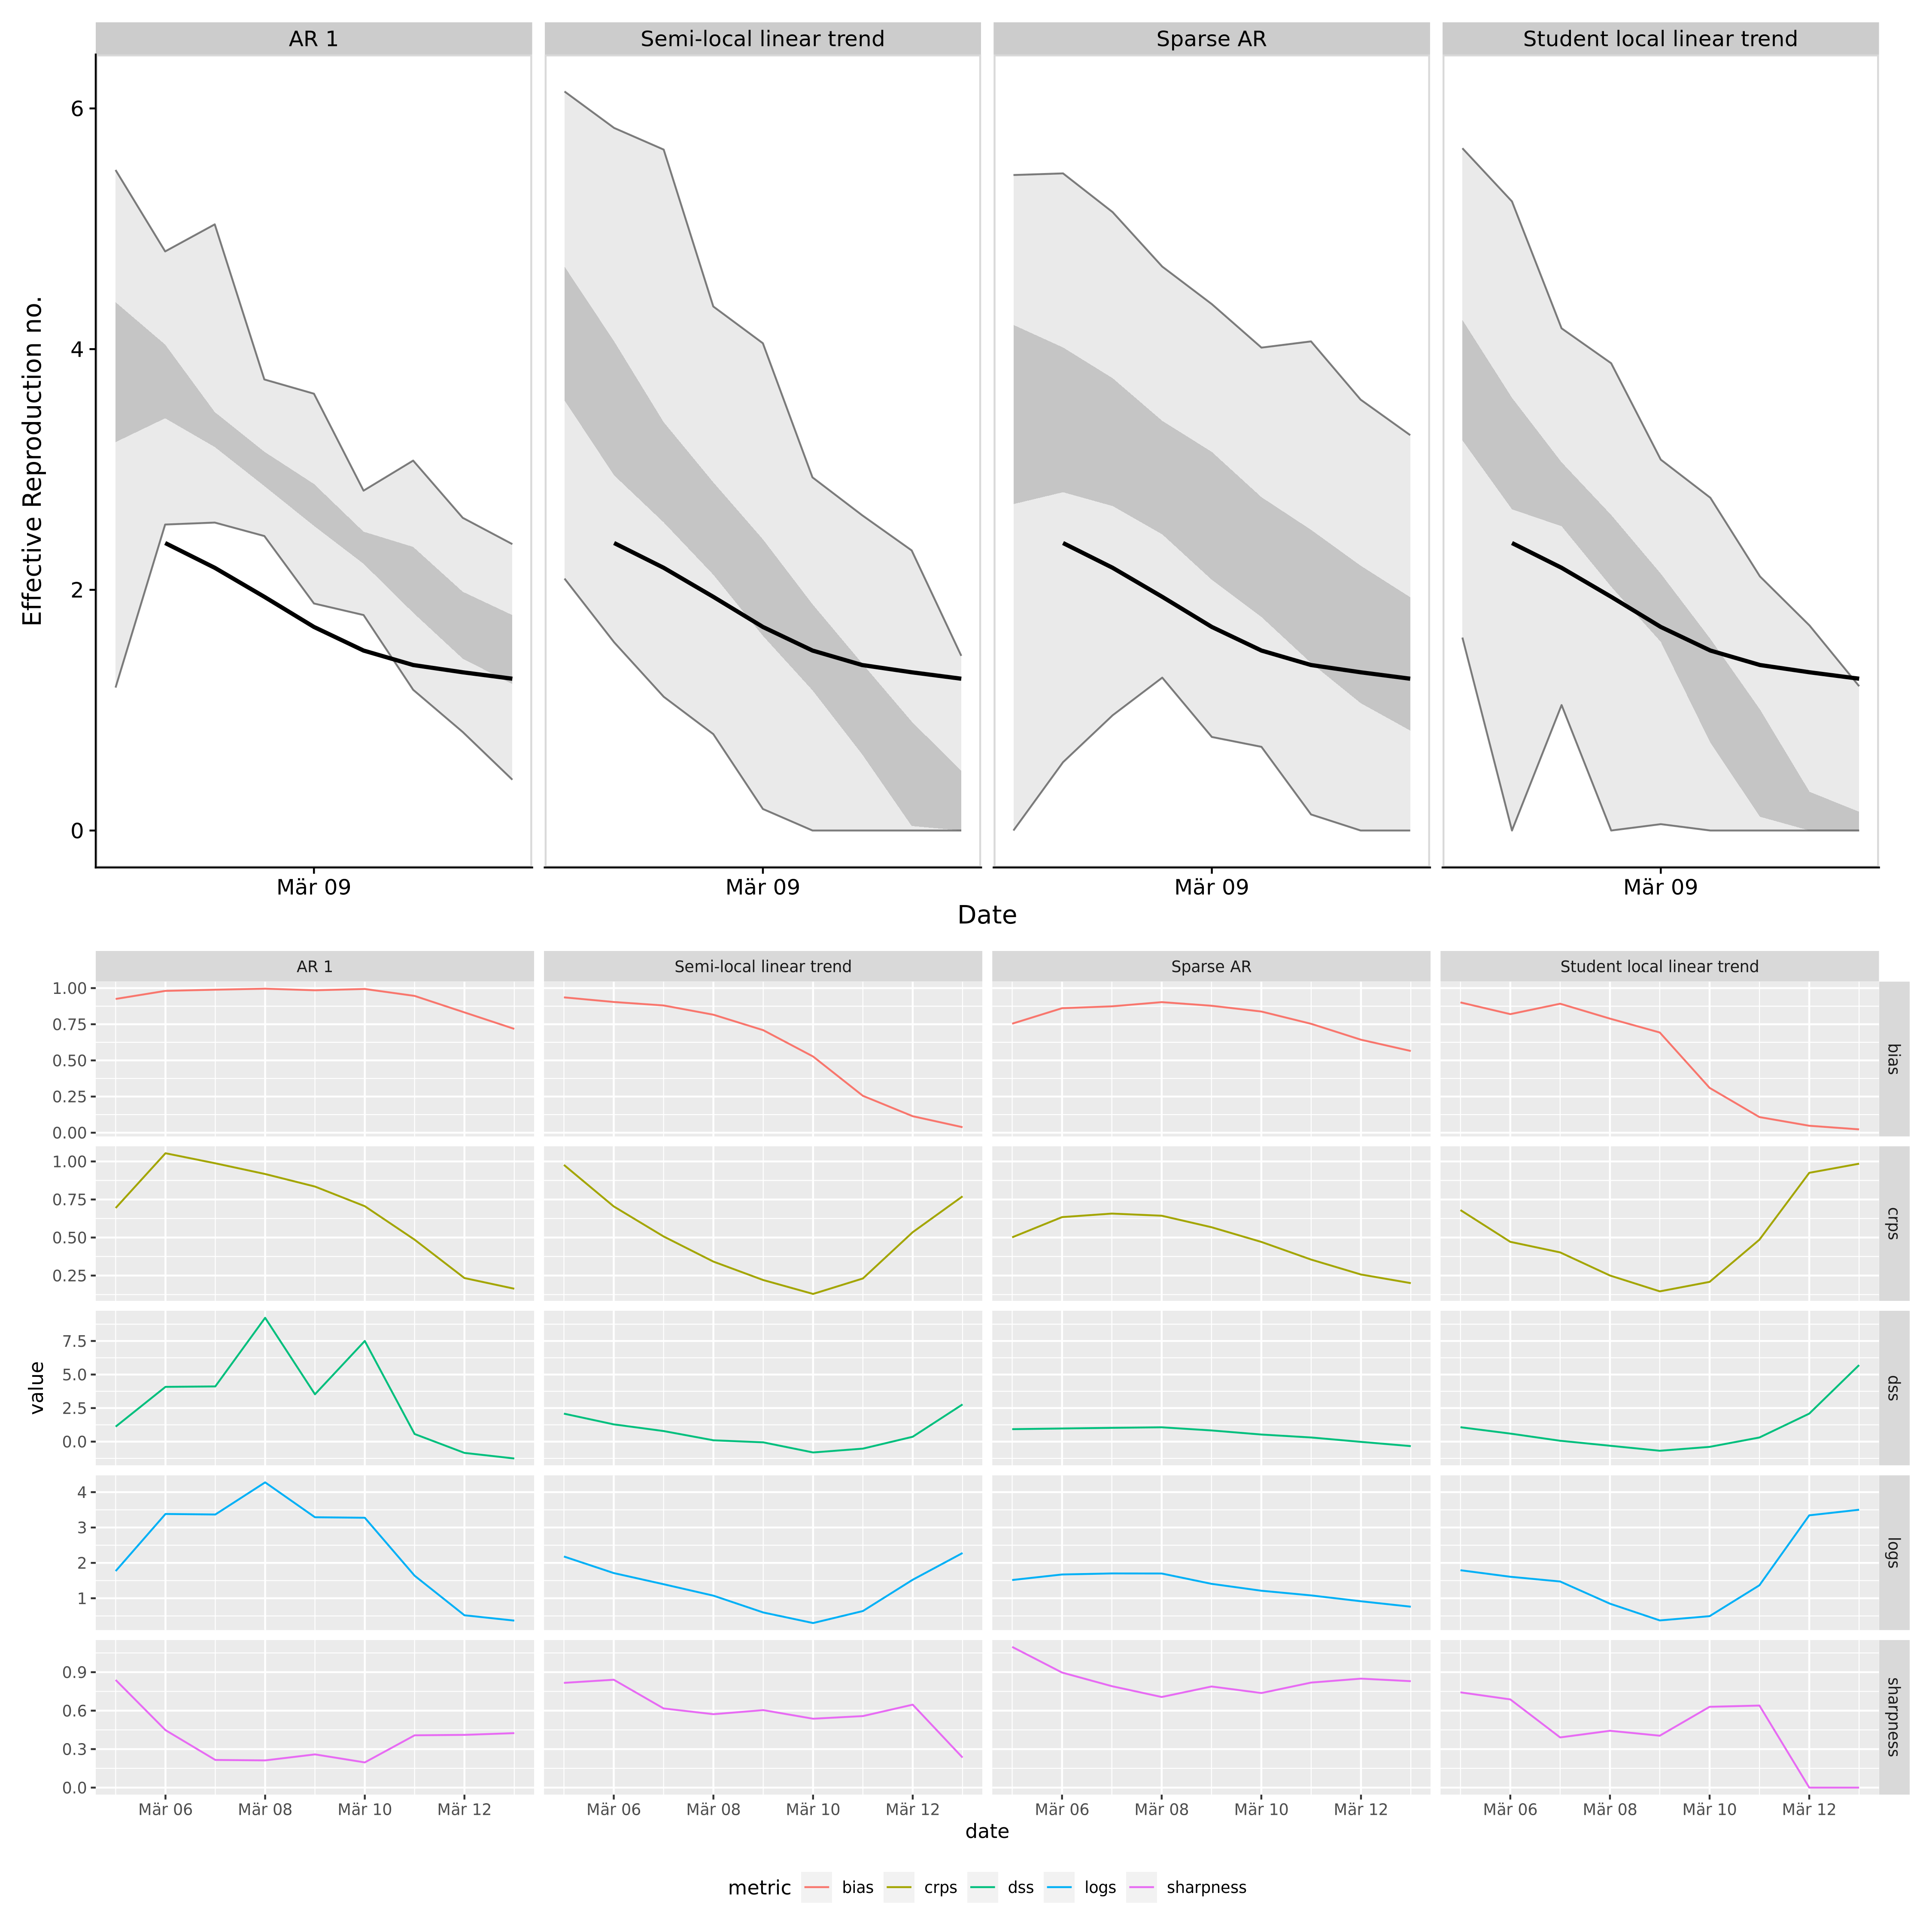 AR 1 Semi-local linear trend Sparse AR Student local linear trend
Effective Reproduction no.
6
4
2
0
Mär 09 Mär 09 Mär 09 Mär 09
Date
AR 1 Semi-local linear trend Sparse AR Student local linear trend
value
1.00
0.75
0.50
0.25
0.00
bias
1.00
0.75
0.50
0.25
crps
7.5
5.0
2.5
0.0
dss
4
3
2
1
logs
0.9
0.6
0.3
0.0
sharpness
Mär 06 Mär 08 Mär 10 Mär 12 Mär 06 Mär 08 Mär 10 Mär 12 Mär 06 Mär 08 Mär 10 Mär 12 Mär 06 Mär 08 Mär 10 Mär 12
date
metric bias crps dss logs sharpness